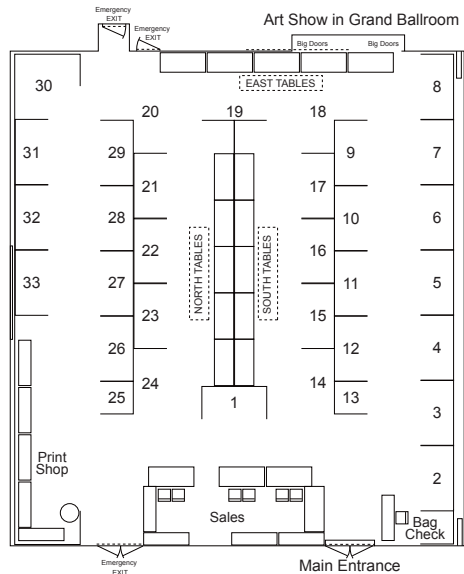 Emergency
EXIT
Art Show in Grand Ballroom
Emergency
EXIT
Big Doors
Big Doors
EAST TABLES
30
8
20
19
18
31
29
9
7
21
17
32
28
10
6
22
16
NORTH TABLES
SOUTH TABLES
33
27
11
5
23
15
26
12
4
24
14
25
1
13
3
Print
Shop
2
Sales
Bag
Check
Emergency
EXIT
Main Entrance